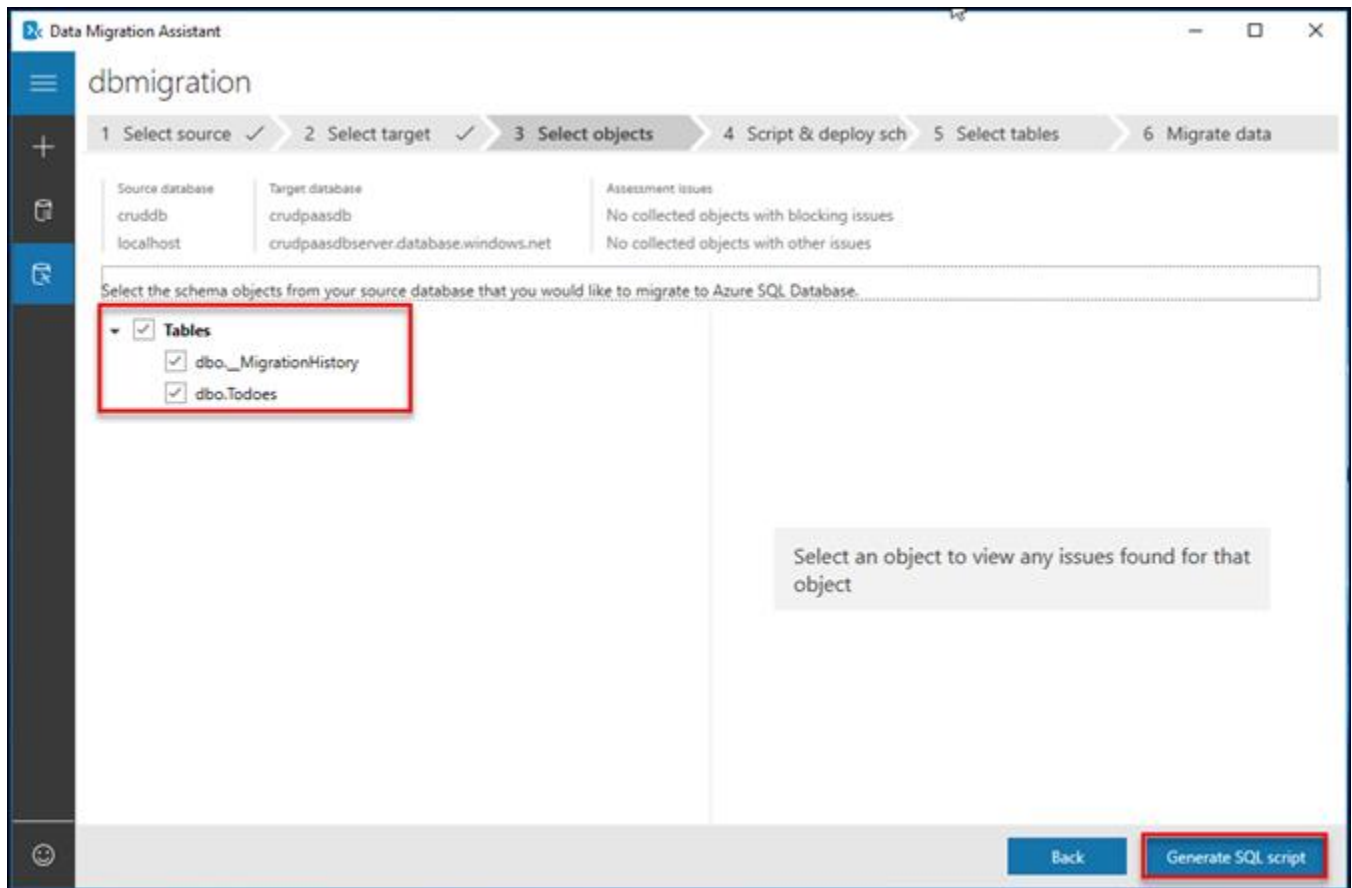 Data Migration Assistant
dbmigration
1 Select source 2 Select target 3 Select objects 4 Script & deploy sch 5 Select tables 6 Migrate data
Source database Target database Assessment issues
cruddb crudpaasdb No collected objects with blocking issues
localhost crudpaasdbserver.database.windows.net No collected objects with other issues
Select the schema objects from your source database that you would like to migrate to Azure SQL Database.
Tables
dbo.__MigrationHistory
dbo.Todoes
Select an object to view any issues found for that
object
Back Generate SQL script